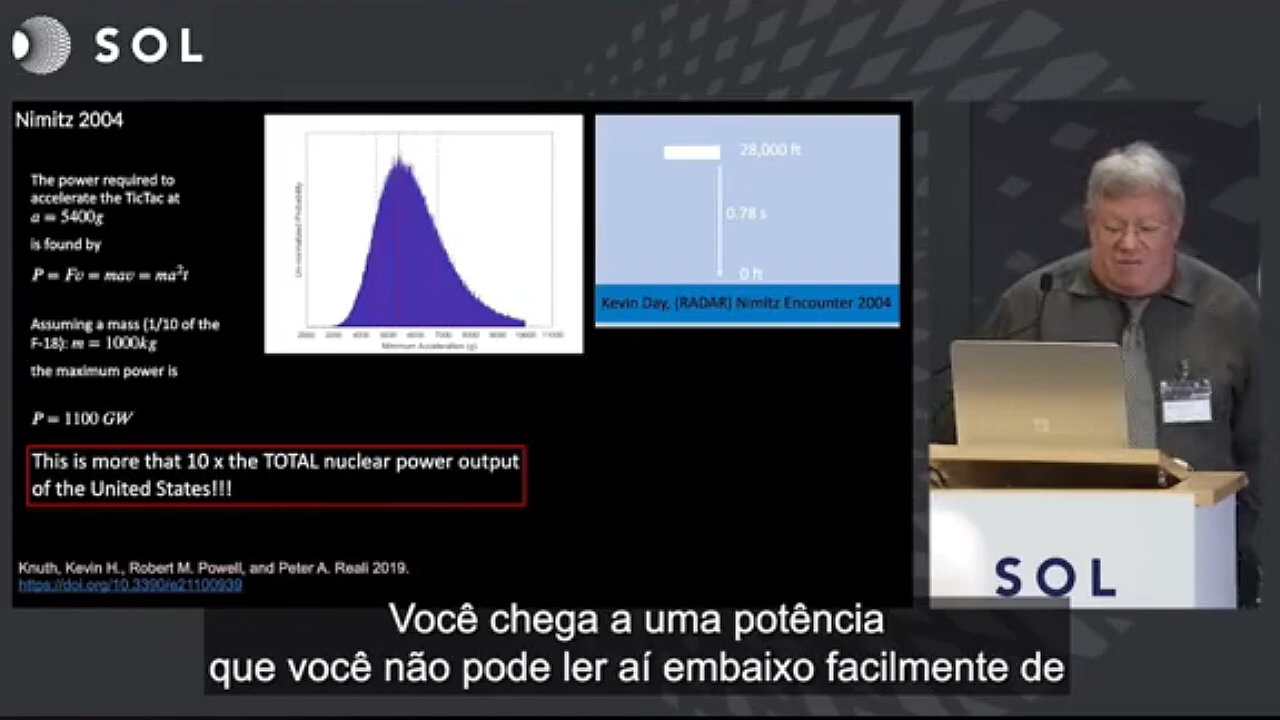 SOL
Nimitz 2004
The power required to
accelerate the TicTac at
a = 5400g
is found by
P = Fv = mav = ma²t
Assuming a mass (1/10 of the
F-18): m = 1000kg
the maximum power is
P = 1100 GW
This is more that 10 x the TOTAL nuclear power output
of the United States!!!
Knuth, Kevin H., Robert M. Powell, and Peter A. Reali 2019.
https://doi.org/10.3390/e21100939
Un-normalized Probability
Minimum Acceleration (g)
28,000 ft
0.78 s
0 ft
Kevin Day, (RADAR) Nimitz Encounter 2004
SOL
Você chega a uma potência
que você não pode ler aí embaixo facilmente de